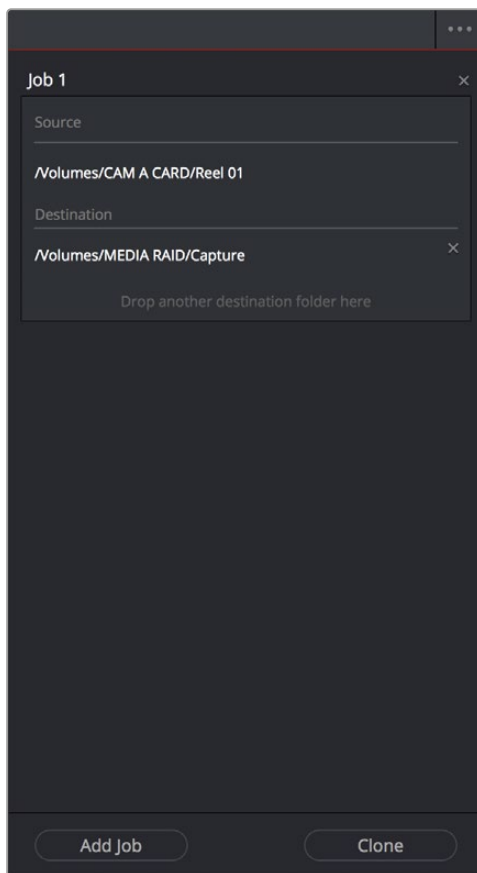 Job 1
Source
/Volumes/CAM A CARD/Reel 01
Destination
/Volumes/MEDIA RAID/Capture
Drop another destination folder here
Add Job
Clone